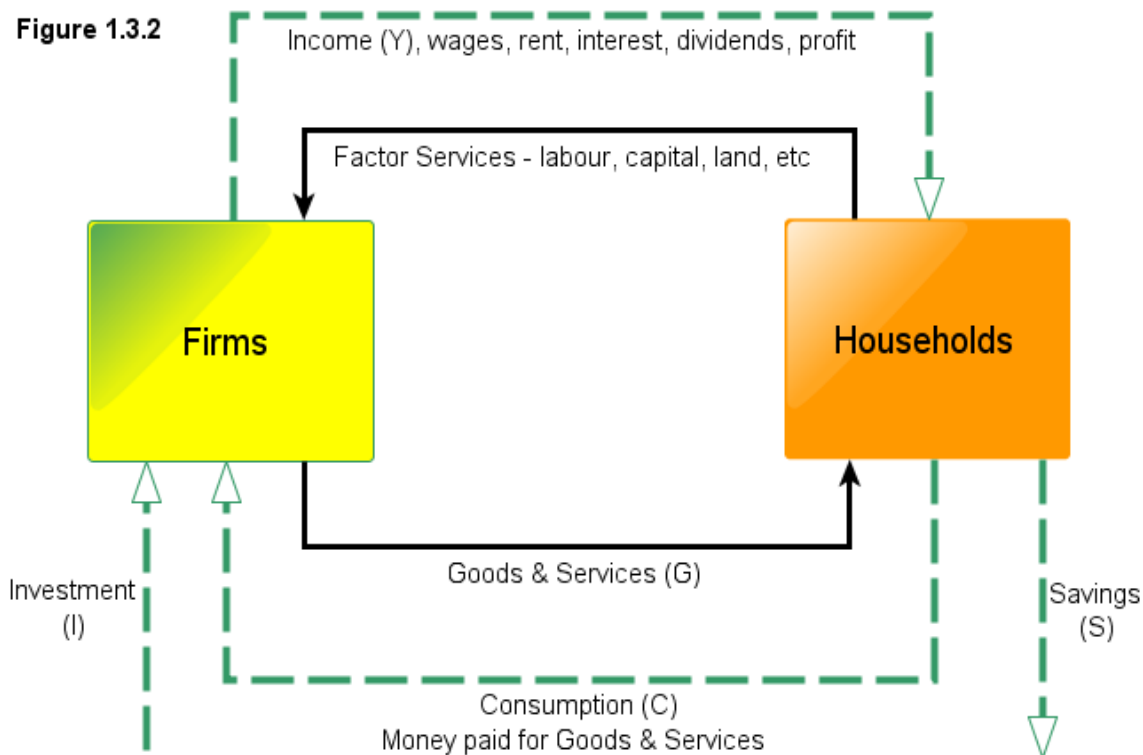 Figure 1.3.2
Income (Y), wages, rent, interest, dividends, profit
Factor Services - labour, capital, land, etc
Firms
Households
Goods & Services (G)
Investment
(I)
Savings
(S)
Consumption (C)
Money paid for Goods & Services